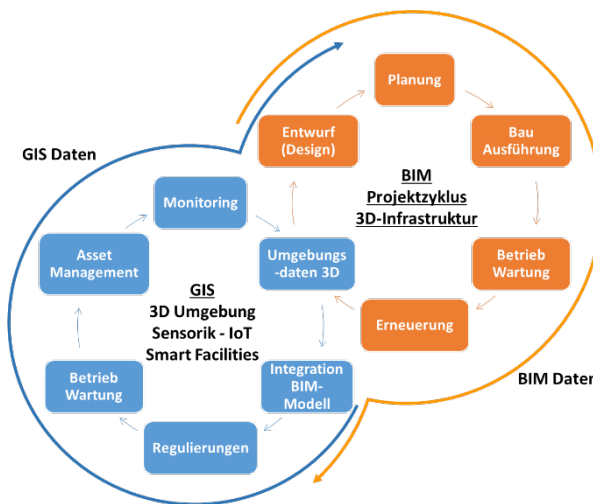 Planung
Entwurf
(Design)
Bau
Ausführung
GIS Daten
BIM
Projektzyklus
3D-Infrastruktur
Monitoring
Asset
Management
Umgebungs
-daten 3D
Betrieb
Wartung
GIS
3D Umgebung
Sensorik - IoT
Smart Facilities
Erneuerung
Betrieb
Wartung
Integration
BIM-
Modell
BIM Daten
Regulierungen